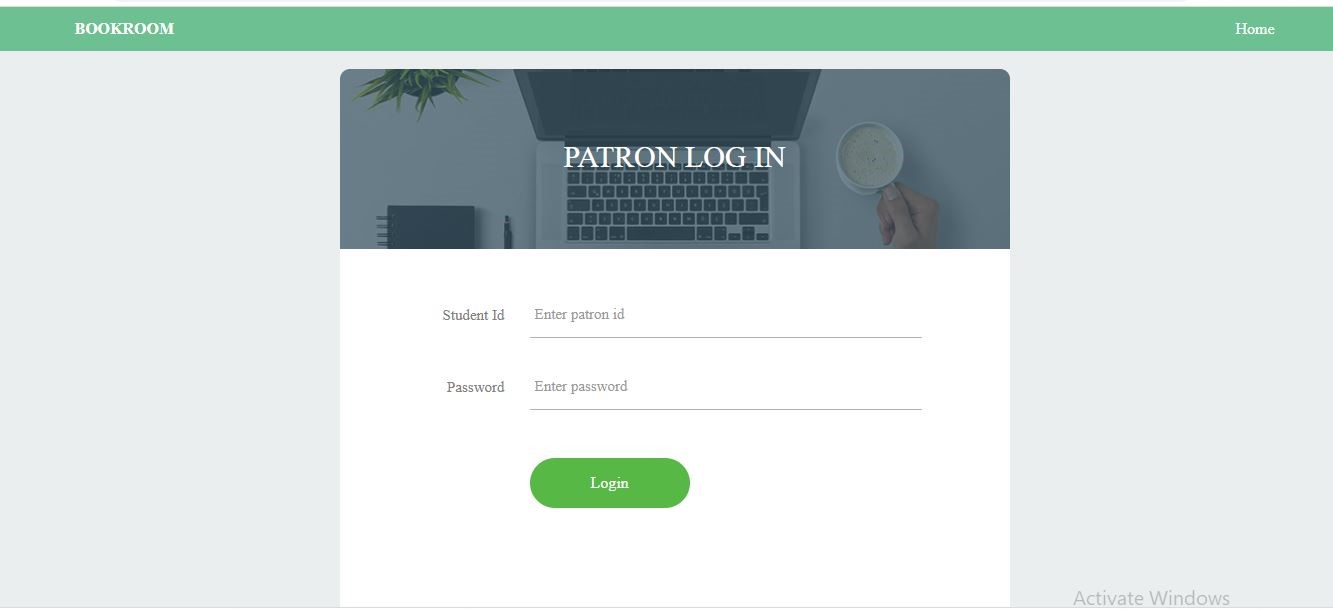 BOOKROOM Home
PATRON LOG IN
Student Id Enter patron id
Password Enter password
Login
Activate Windows